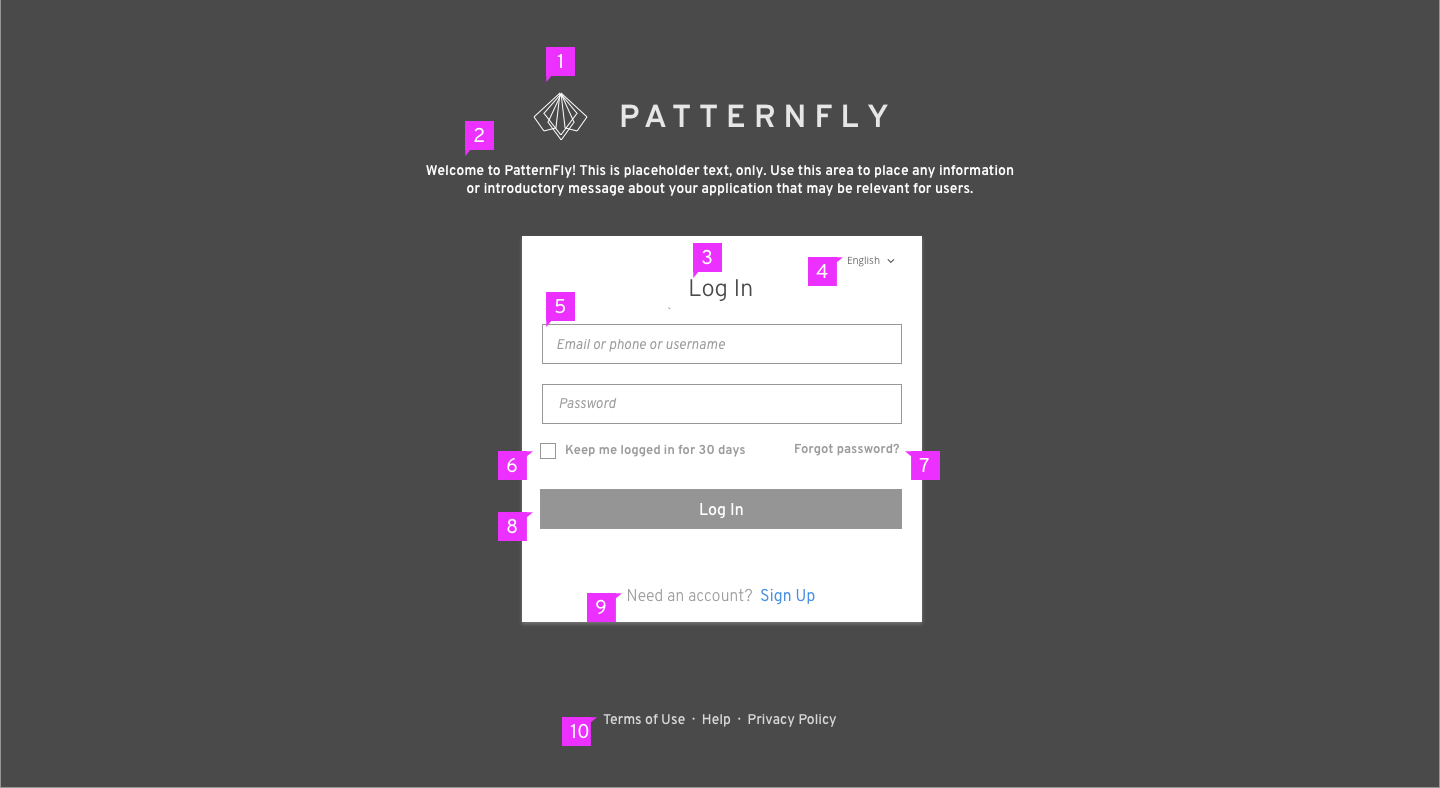 1
PATTERNFLY
2
Welcome to PatternFly! This is placeholder text, only. Use this area to place any information
or introductory message about your application that may be relevant for users.
3
4 English
Log In
5
Email or phone or username
Password
Keep me logged in for 30 days Forgot password?
6 7
Log In
8
Need an account? Sign Up
9
Terms of Use · Help · Privacy Policy
10